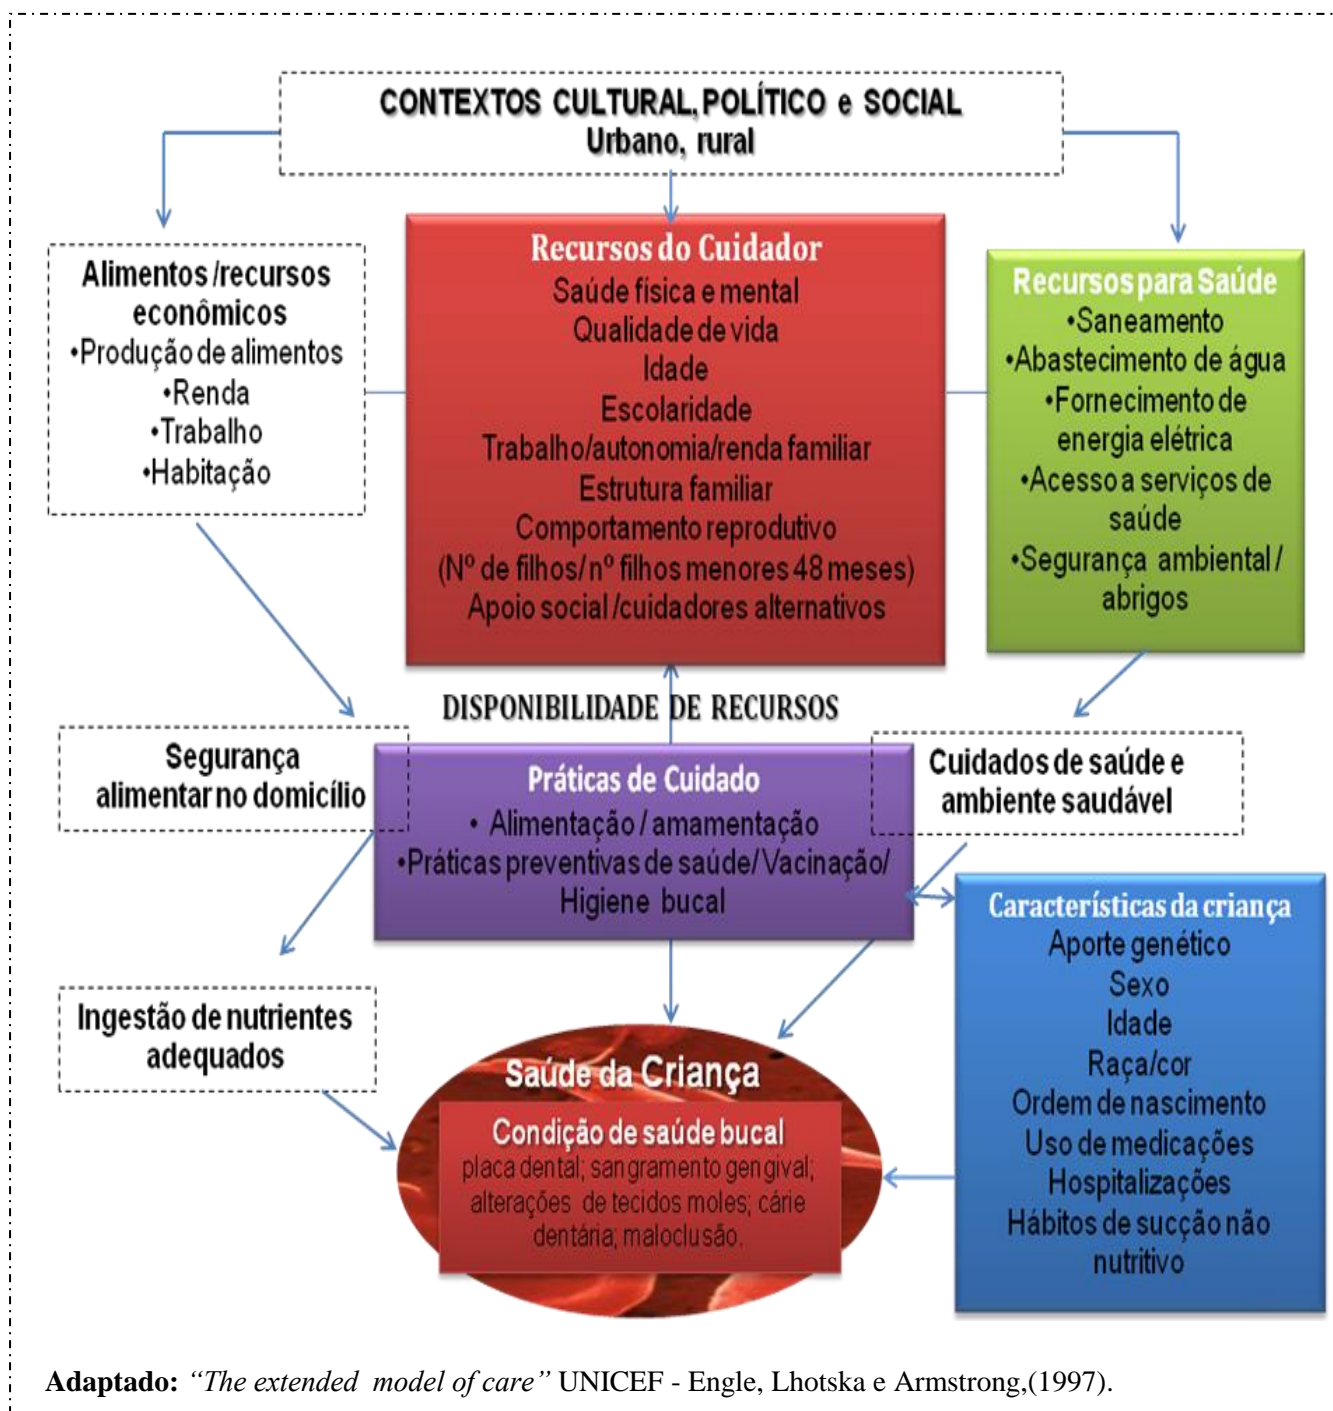 CONTEXTOS CULTURAL, POLÍTICO e SOCIAL
Urbano, rural
Alimentos /recursos
econômicos
•Produção de alimentos
•Renda
•Trabalho
•Habitação
Recursos do Cuidador
Saúde física e mental
Qualidade de vida
Idade
Escolaridade
Trabalho/autonomia/renda familiar
Estrutura familiar
Comportamento reprodutivo
(Nº de filhos/ nº filhos menores 48 meses)
Apoio social /cuidadores alternativos
Recursos para Saúde
•Saneamento
•Abastecimento de água
•Fornecimento de
energia elétrica
•Acesso a serviços de
saúde
•Segurança ambiental /
abrigos
DISPONIBILIDADE DE RECURSOS
Segurança
alimentar no domicílio
Práticas de Cuidado
• Alimentação / amamentação
•Práticas preventivas de saúde/ Vacinação/
Higiene bucal
Cuidados de saúde e
ambiente saudável
Ingestão de nutrientes
adequados
Características da criança
Aporte genético
Sexo
Idade
Raça/cor
Ordem de nascimento
Uso de medicações
Hospitalizações
Hábitos de sucção não
nutritivo
Saúde da Criança
Condição de saúde bucal
placa dental; sangramento gengival;
alterações de tecidos moles; cárie
dentária; maloclusão.
Adaptado: “The extended model of care” UNICEF - Engle, Lhotska e Armstrong,(1997).